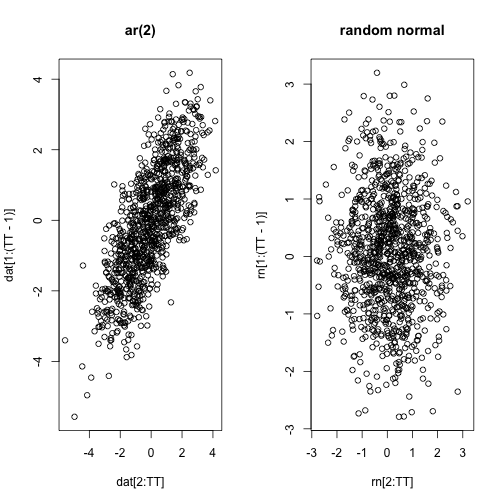 ar(2)
4
2
0
-2
-4
dat[1:(TT - 1)]
-4 -2 0 2 4
dat[2:TT]
random normal
3
2
1
0
-1
-2
-3
rn[1:(TT - 1)]
-3 -2 -1 0 1 2 3
rn[2:TT]